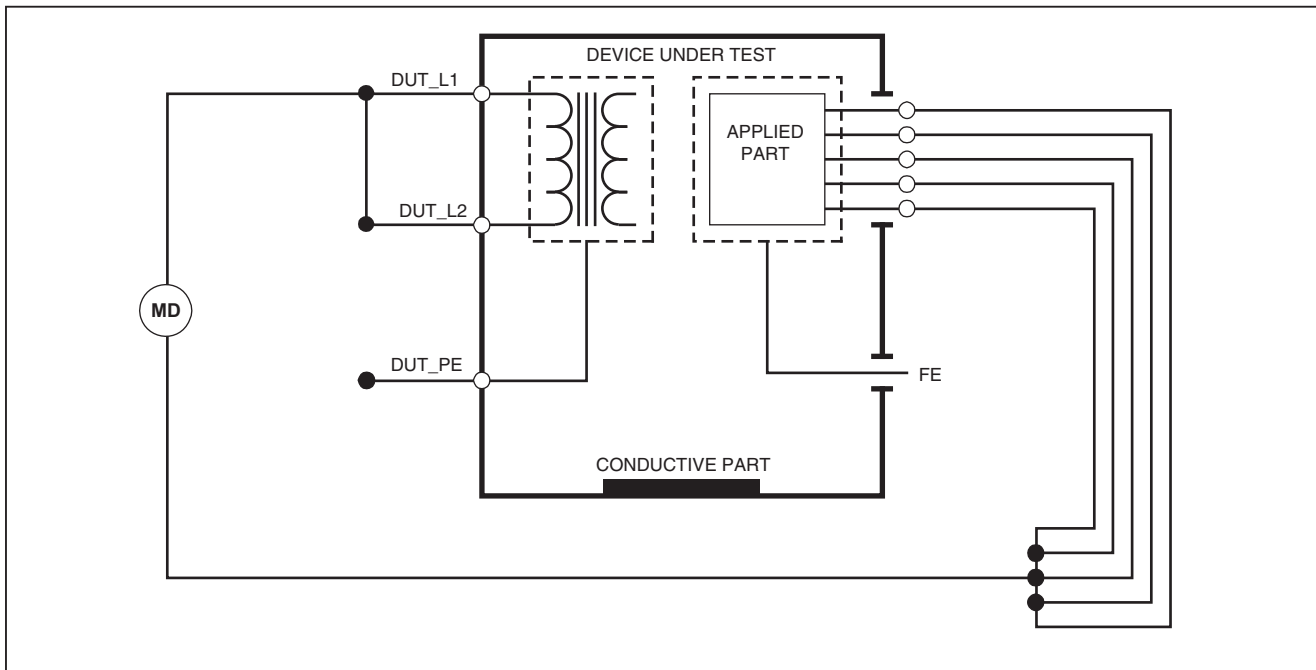 DEVICE UNDER TEST
DUT_L1
APPLIED
PART
DUT_L2
MD
DUT_PE
FE
CONDUCTIVE PART